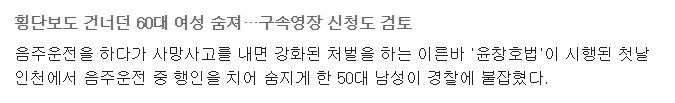 횡단보도 건너던 60대 여성 숨져…구속영장 신청도 검토
음주운전을 하다가 사망사고를 내면 강화된 처벌을 하는 이른바 '윤창호법'이 시행된 첫날
인천에서 음주운전 중 행인을 치어 숨지게 한 50대 남성이 경찰에 붙잡혔다.